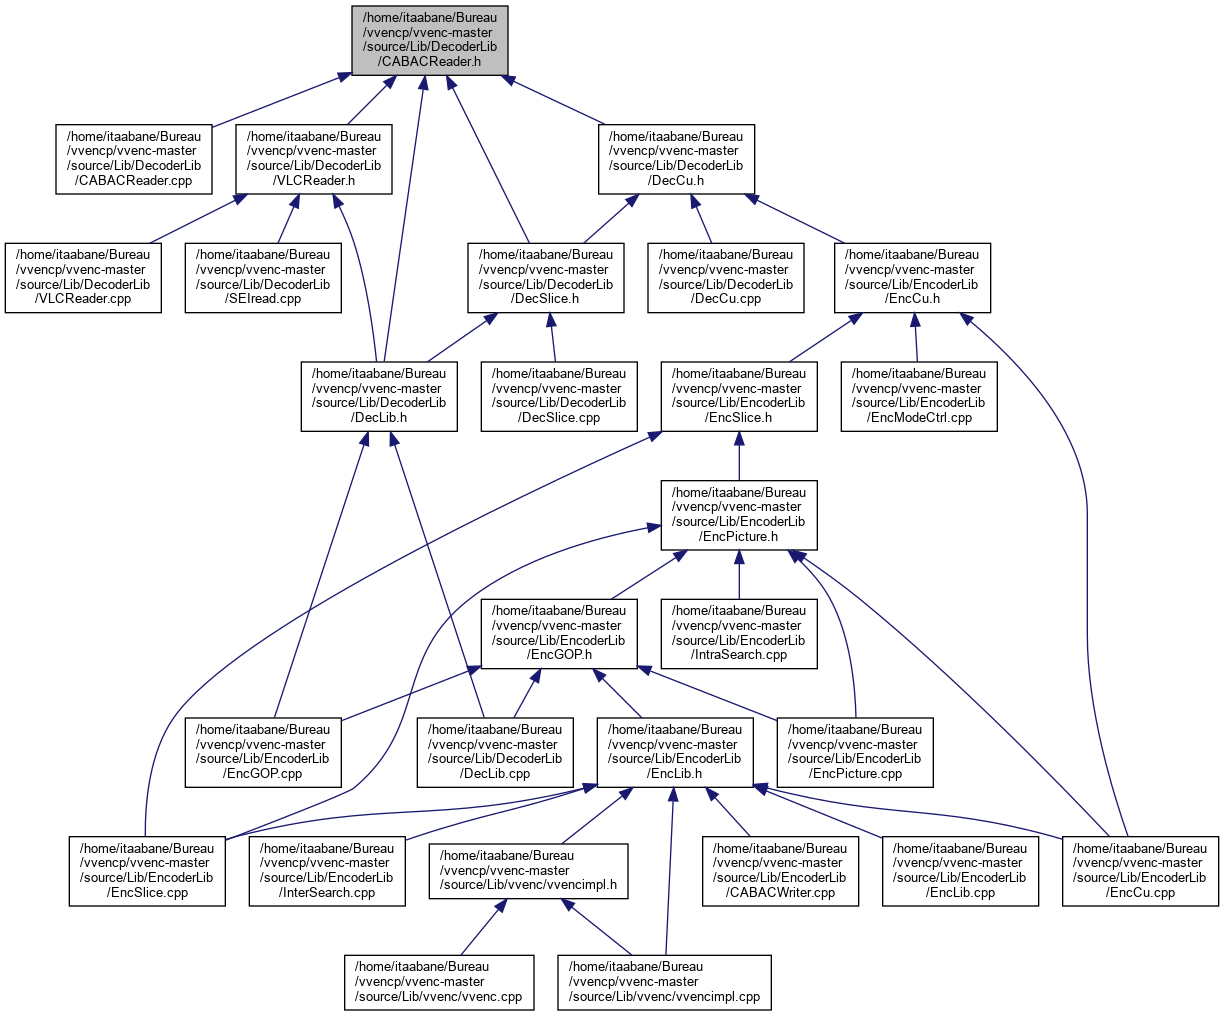 /home/itaabane/Bureau
/vvencp/vvenc-master
/source/Lib/DecoderLib
/CABACReader.h
/home/itaabane/Bureau
/vvencp/vvenc-master
/source/Lib/DecoderLib
/CABACReader.cpp
/home/itaabane/Bureau
/vvencp/vvenc-master
/source/Lib/DecoderLib
/VLCReader.h
/home/itaabane/Bureau
/vvencp/vvenc-master
/source/Lib/DecoderLib
/DecCu.h
/home/itaabane/Bureau
/vvencp/vvenc-master
/source/Lib/DecoderLib
/VLCReader.cpp
/home/itaabane/Bureau
/vvencp/vvenc-master
/source/Lib/DecoderLib
/SEIread.cpp
/home/itaabane/Bureau
/vvencp/vvenc-master
/source/Lib/DecoderLib
/DecSlice.h
/home/itaabane/Bureau
/vvencp/vvenc-master
/source/Lib/DecoderLib
/DecCu.cpp
/home/itaabane/Bureau
/vvencp/vvenc-master
/source/Lib/EncoderLib
/EncCu.h
/home/itaabane/Bureau
/vvencp/vvenc-master
/source/Lib/DecoderLib
/DecLib.h
/home/itaabane/Bureau
/vvencp/vvenc-master
/source/Lib/DecoderLib
/DecSlice.cpp
/home/itaabane/Bureau
/vvencp/vvenc-master
/source/Lib/EncoderLib
/EncSlice.h
/home/itaabane/Bureau
/vvencp/vvenc-master
/source/Lib/EncoderLib
/EncModeCtrl.cpp
/home/itaabane/Bureau
/vvencp/vvenc-master
/source/Lib/EncoderLib
/EncPicture.h
/home/itaabane/Bureau
/vvencp/vvenc-master
/source/Lib/EncoderLib
/EncGOP.h
/home/itaabane/Bureau
/vvencp/vvenc-master
/source/Lib/EncoderLib
/IntraSearch.cpp
/home/itaabane/Bureau
/vvencp/vvenc-master
/source/Lib/EncoderLib
/EncGOP.cpp
/home/itaabane/Bureau
/vvencp/vvenc-master
/source/Lib/DecoderLib
/DecLib.cpp
/home/itaabane/Bureau
/vvencp/vvenc-master
/source/Lib/EncoderLib
/EncLib.h
/home/itaabane/Bureau
/vvencp/vvenc-master
/source/Lib/EncoderLib
/EncPicture.cpp
/home/itaabane/Bureau
/vvencp/vvenc-master
/source/Lib/EncoderLib
/EncSlice.cpp
/home/itaabane/Bureau
/vvencp/vvenc-master
/source/Lib/EncoderLib
/InterSearch.cpp
/home/itaabane/Bureau
/vvencp/vvenc-master
/source/Lib/vvenc/vvencimpl.h
/home/itaabane/Bureau
/vvencp/vvenc-master
/source/Lib/EncoderLib
/CABACWriter.cpp
/home/itaabane/Bureau
/vvencp/vvenc-master
/source/Lib/EncoderLib
/EncLib.cpp
/home/itaabane/Bureau
/vvencp/vvenc-master
/source/Lib/EncoderLib
/EncCu.cpp
/home/itaabane/Bureau
/vvencp/vvenc-master
/source/Lib/vvenc/vvenc.cpp
/home/itaabane/Bureau
/vvencp/vvenc-master
/source/Lib/vvenc/vvencimpl.cpp